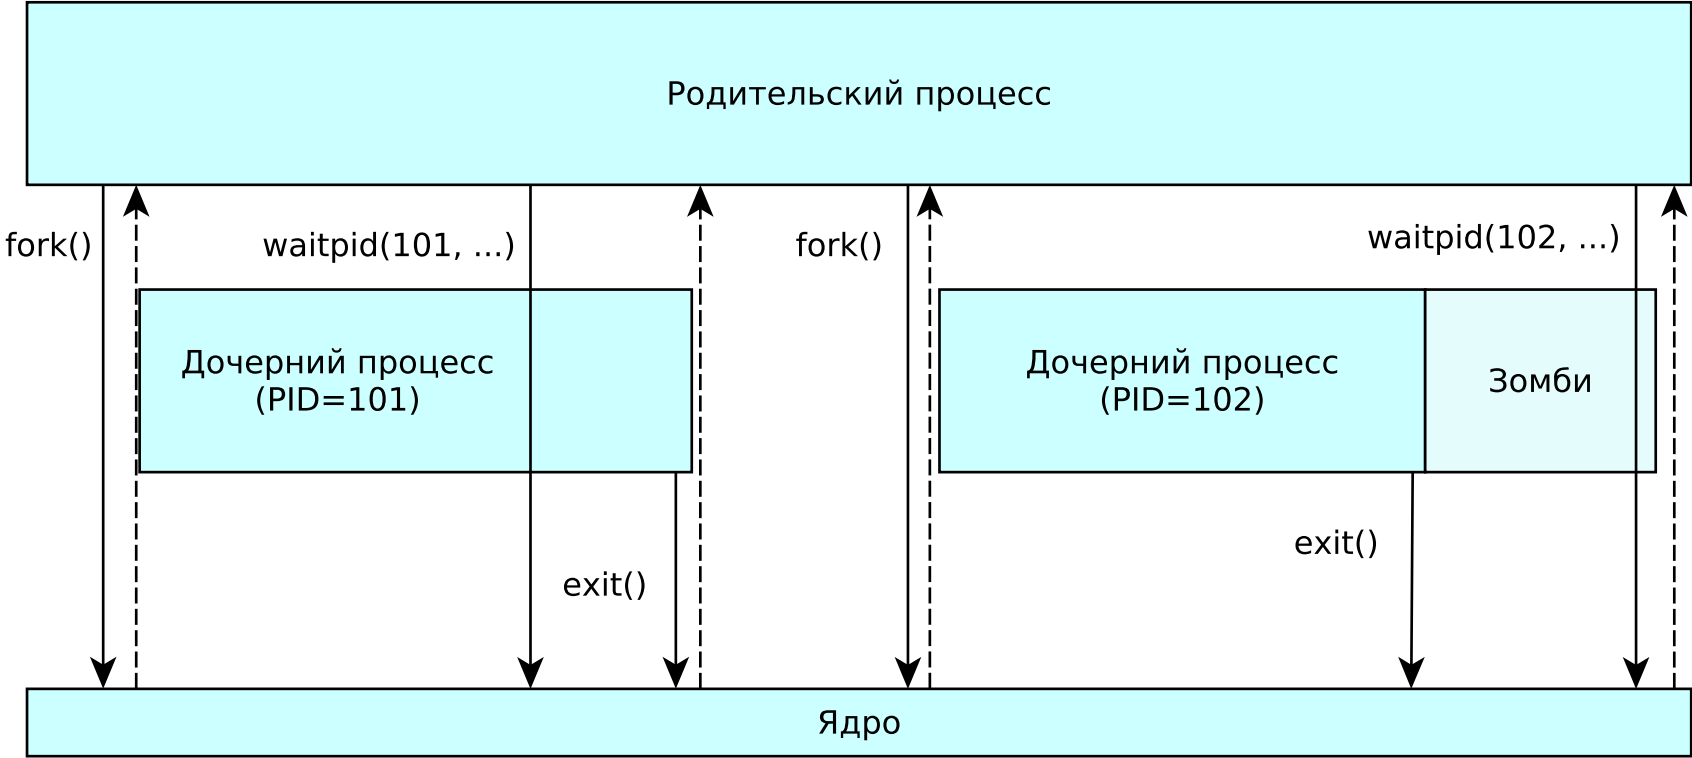 Родительский процесс
fork()
waitpid(101, ...)
fork()
waitpid(102, ...)
Дочерний процесс
(PID=101)
Дочерний процесс
(PID=102)
Зомби
exit()
exit()
Ядро